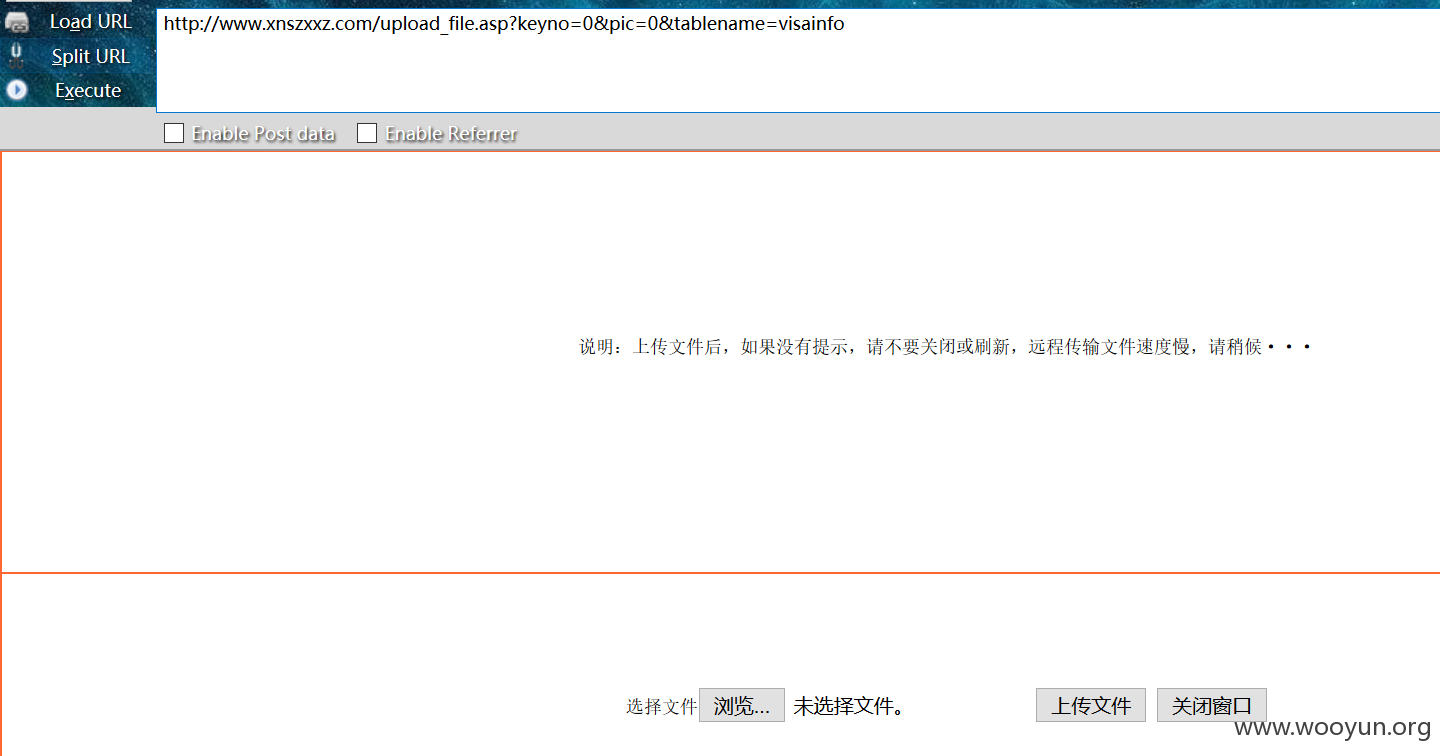 Load URL
http://www.xnszxxz.com/upload_file.asp?keyno=0&pic=0&tablename=visainfo
Split URL
Execute
Enable Post data Enable Referrer
说明：上传文件后，如果没有提示，请不要关闭或刷新，远程传输文件速度慢，请稍候・・・
选择文件 浏览... 未选择文件。 上传文件 关闭窗口
www.wooyun.org